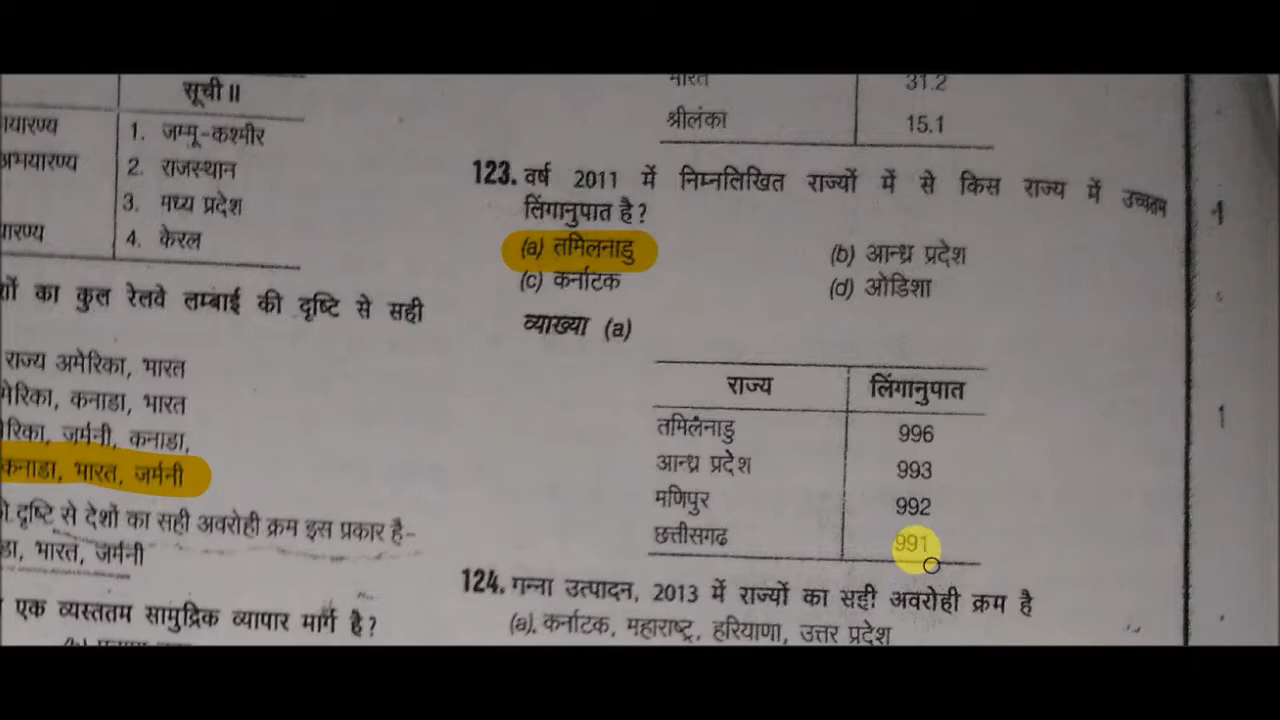 सूची II
1. जम्मू-कश्मीर
अभयारण्य 2. राजस्थान
3. मध्य प्रदेश
4. केरल
का कुल रेलवे लम्बाई की दृष्टि से सही
राज्य अमेरिका, भारत
कनाडा, भारत
जर्मनी, कनाडा,
कनाडा, भारत, जर्मनी
दृष्टि से देशों का सही अवरोही क्रम इस प्रकार है-
भारत, जर्मनी
एक व्यस्ततम सामुद्रिक व्यापार मार्ग है?
भारत 31.2
श्रीलंका 15.1
123. वर्ष 2011 में निम्नलिखित राज्यों में से किस राज्य में उच्चतम
लिंगानुपात है?
(a) तमिलनाडु (b) आन्ध्र प्रदेश
(c) कर्नाटक (d) ओडिशा
व्याख्या (a)
राज्य लिंगानुपात
तमिलनाडु 996
आन्ध्र प्रदेश 993
मणिपुर 992
छत्तीसगढ 991
124. गन्ना उत्पादन, 2013 में राज्यों का सही अवरोही क्रम है
(a). कर्नाटक, महाराष्ट्र, हरियाणा, उत्तर प्रदेश